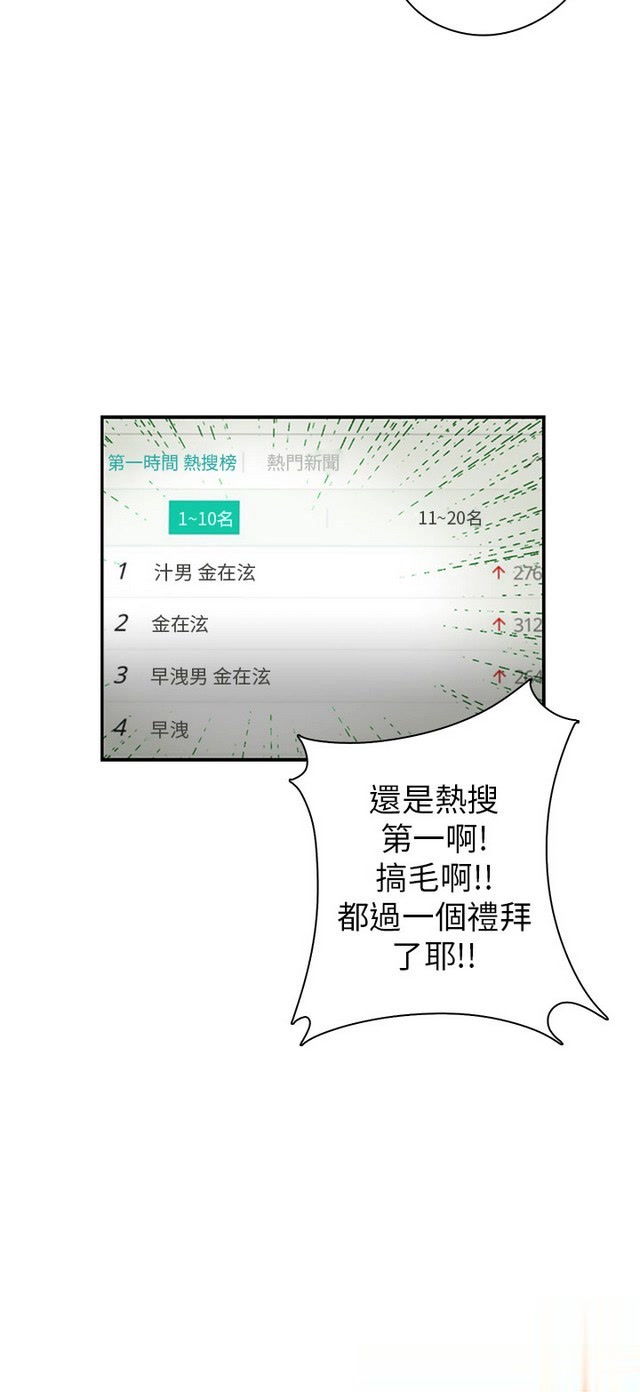 第一時間 熱搜榜 熱門新聞
1~10名 11~20名
1 汁男 金在泫 ↑ 276
2 金在泫 ↑ 312
3 早洩男 金在泫 ↑ 264
4 早洩
還是熱搜
第一啊!
搞毛啊!!
都過一個禮拜
了耶!!